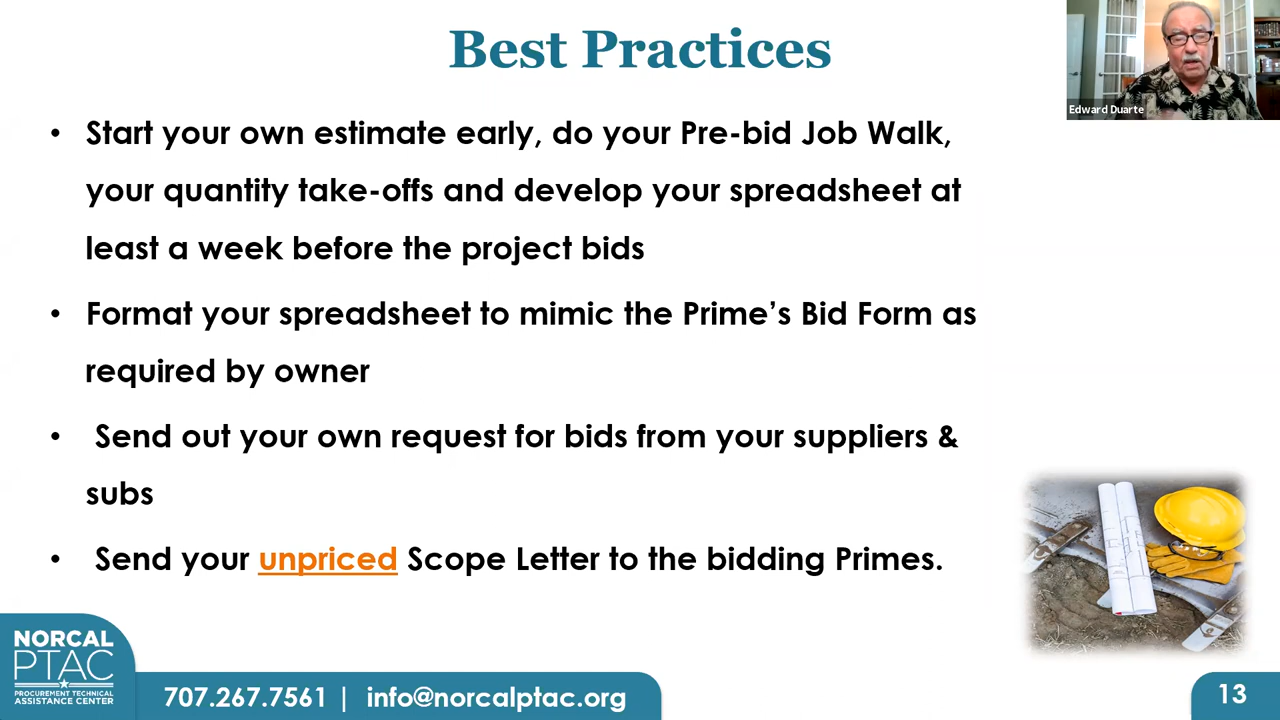 Best Practices
Edward Duarte
• Start your own estimate early, do your Pre-bid Job Walk,
your quantity take-offs and develop your spreadsheet at
least a week before the project bids
• Format your spreadsheet to mimic the Prime’s Bid Form as
required by owner
• Send out your own request for bids from your suppliers &
subs
• Send your unpriced Scope Letter to the bidding Primes.
NORCAL
PTAC
PROCUREMENT TECHNICAL
ASSISTANCE CENTER
707.267.7561 | info@norcalptac.org
13